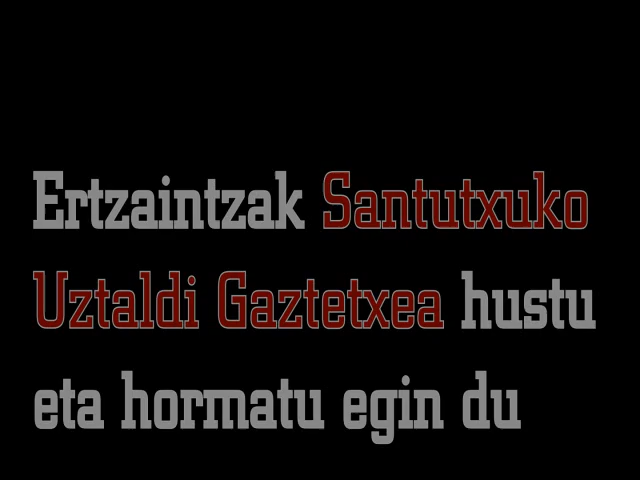 Ertzaintzak Santutxuko
Uztaldi Gaztetxea hustu
eta hormatu egin du